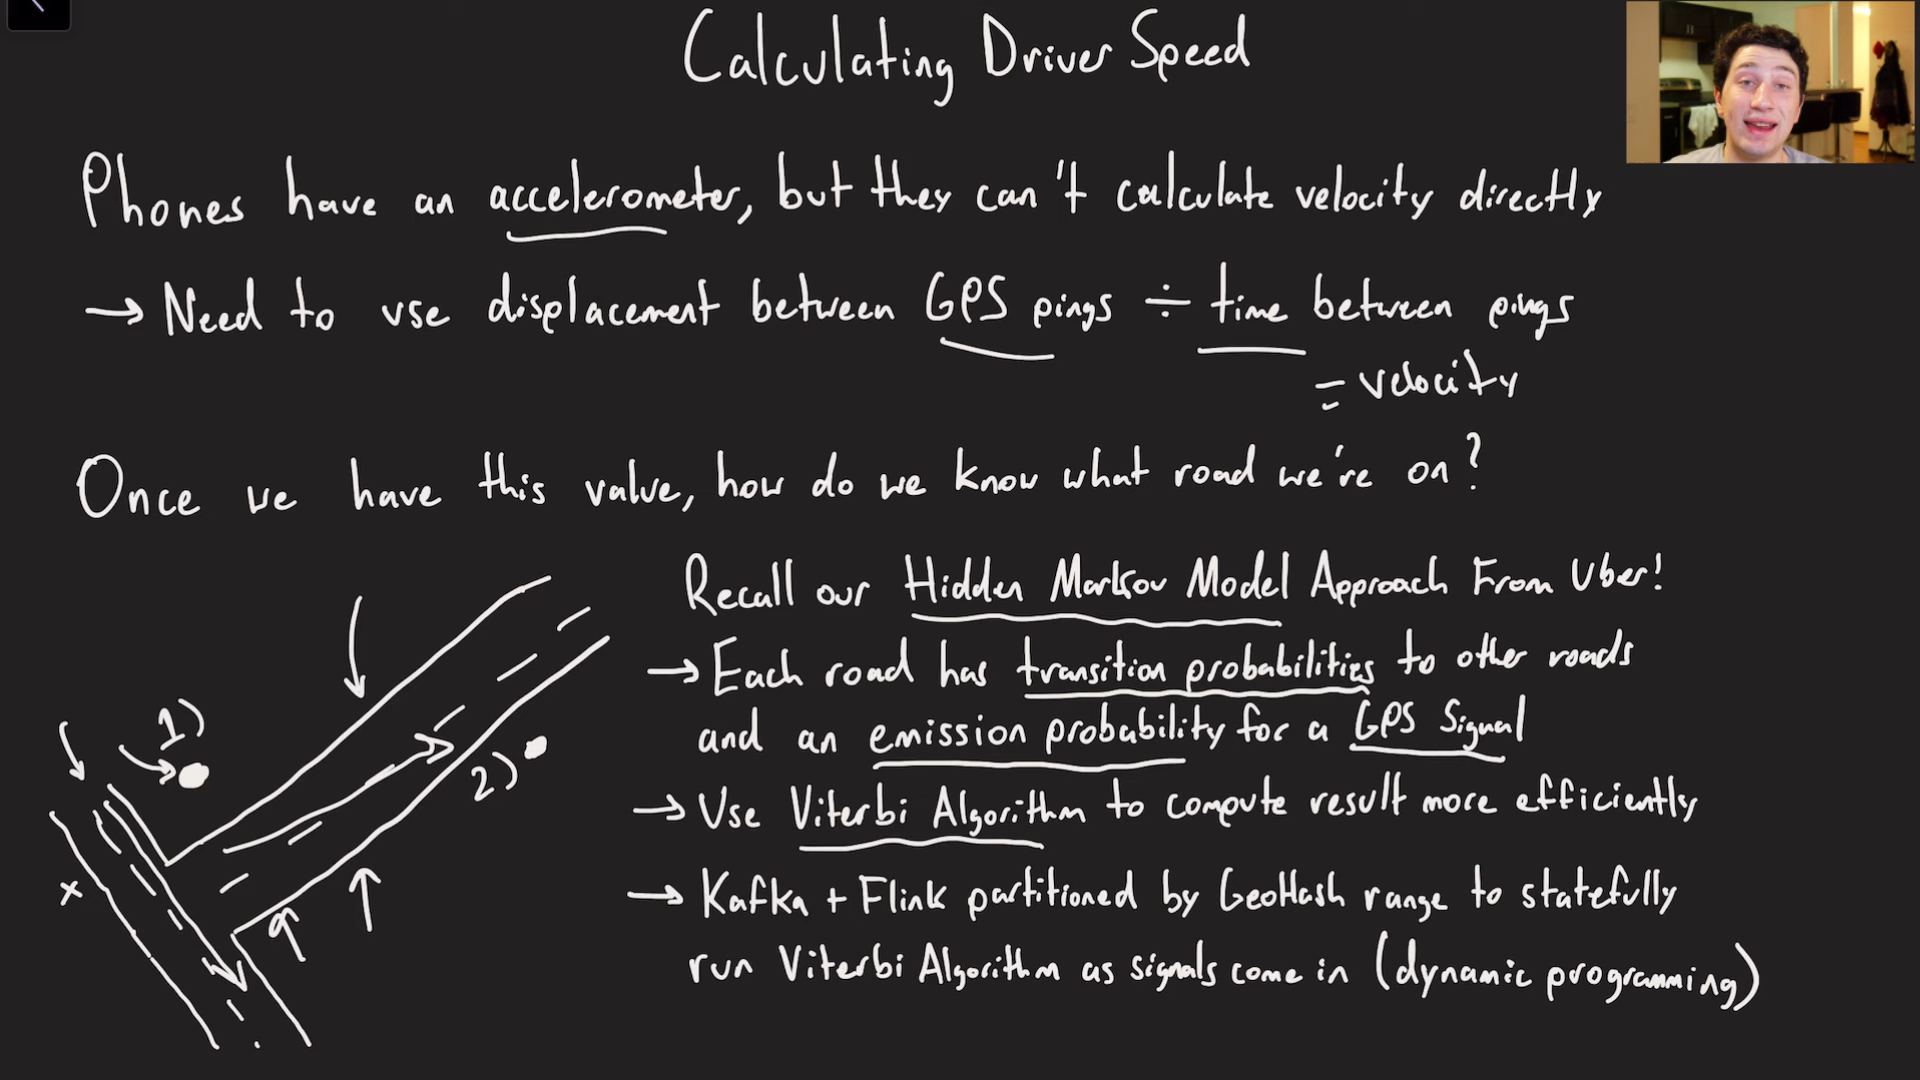 Calculating Driver Speed
Phones have an accelerometer, but they can't calculate velocity directly
→ Need to use displacement between GPS pings ÷ time between pings
= velocity
Once we have this value, how do we know what road we're on?
Recall our Hidden Markov Model Approach From Uber!
→ Each road has transition probabilities to other roads
and an emission probability for a GPS Signal
→ Use Viterbi Algorithm to compute result more efficiently
→ Kafka + Flink partitioned by GeoHash range to statefully
run Viterbi Algorithm as signals come in (dynamic programming)
1)
2)
x